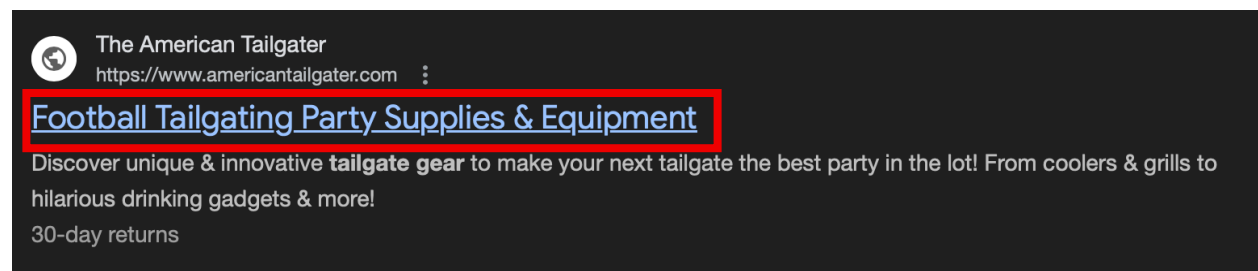 The American Tailgater
https://www.americantailgater.com
Football Tailgating Party Supplies & Equipment
Discover unique & innovative tailgate gear to make your next tailgate the best party in the lot! From coolers & grills to
hilarious drinking gadgets & more!
30-day returns